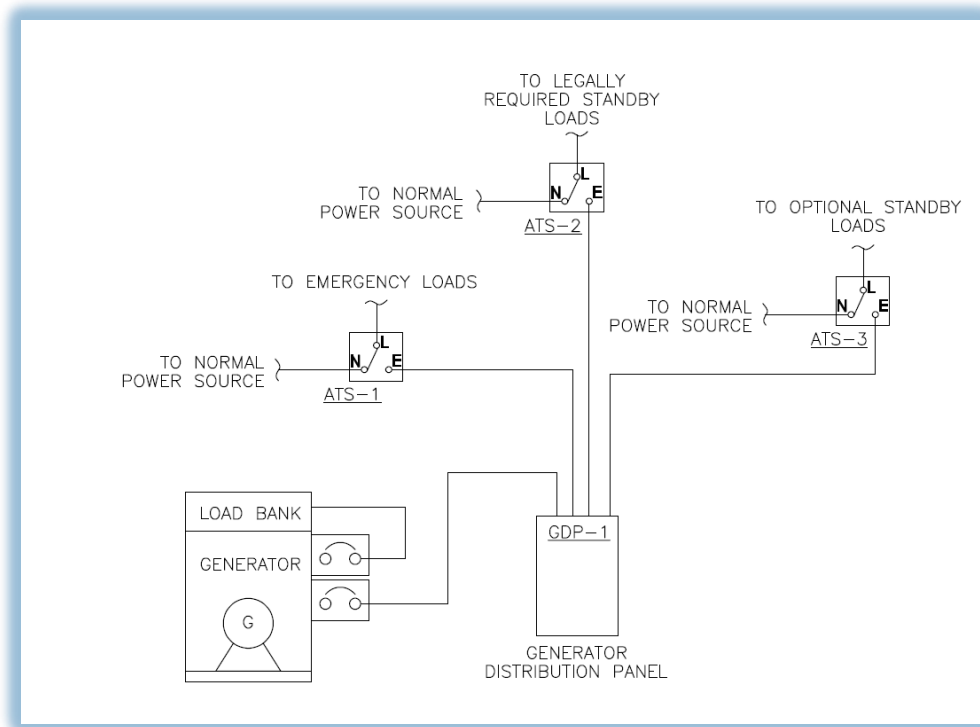 TO LEGALLY
REQUIRED STANDBY
LOADS
L
N
E
TO NORMAL
POWER SOURCE
ATS-2
TO OPTIONAL STANDBY
LOADS
L
N
E
TO NORMAL
POWER SOURCE
ATS-3
TO EMERGENCY LOADS
L
N
E
TO NORMAL
POWER SOURCE
ATS-1
LOAD BANK
GENERATOR
G
GDP-1
GENERATOR
DISTRIBUTION PANEL